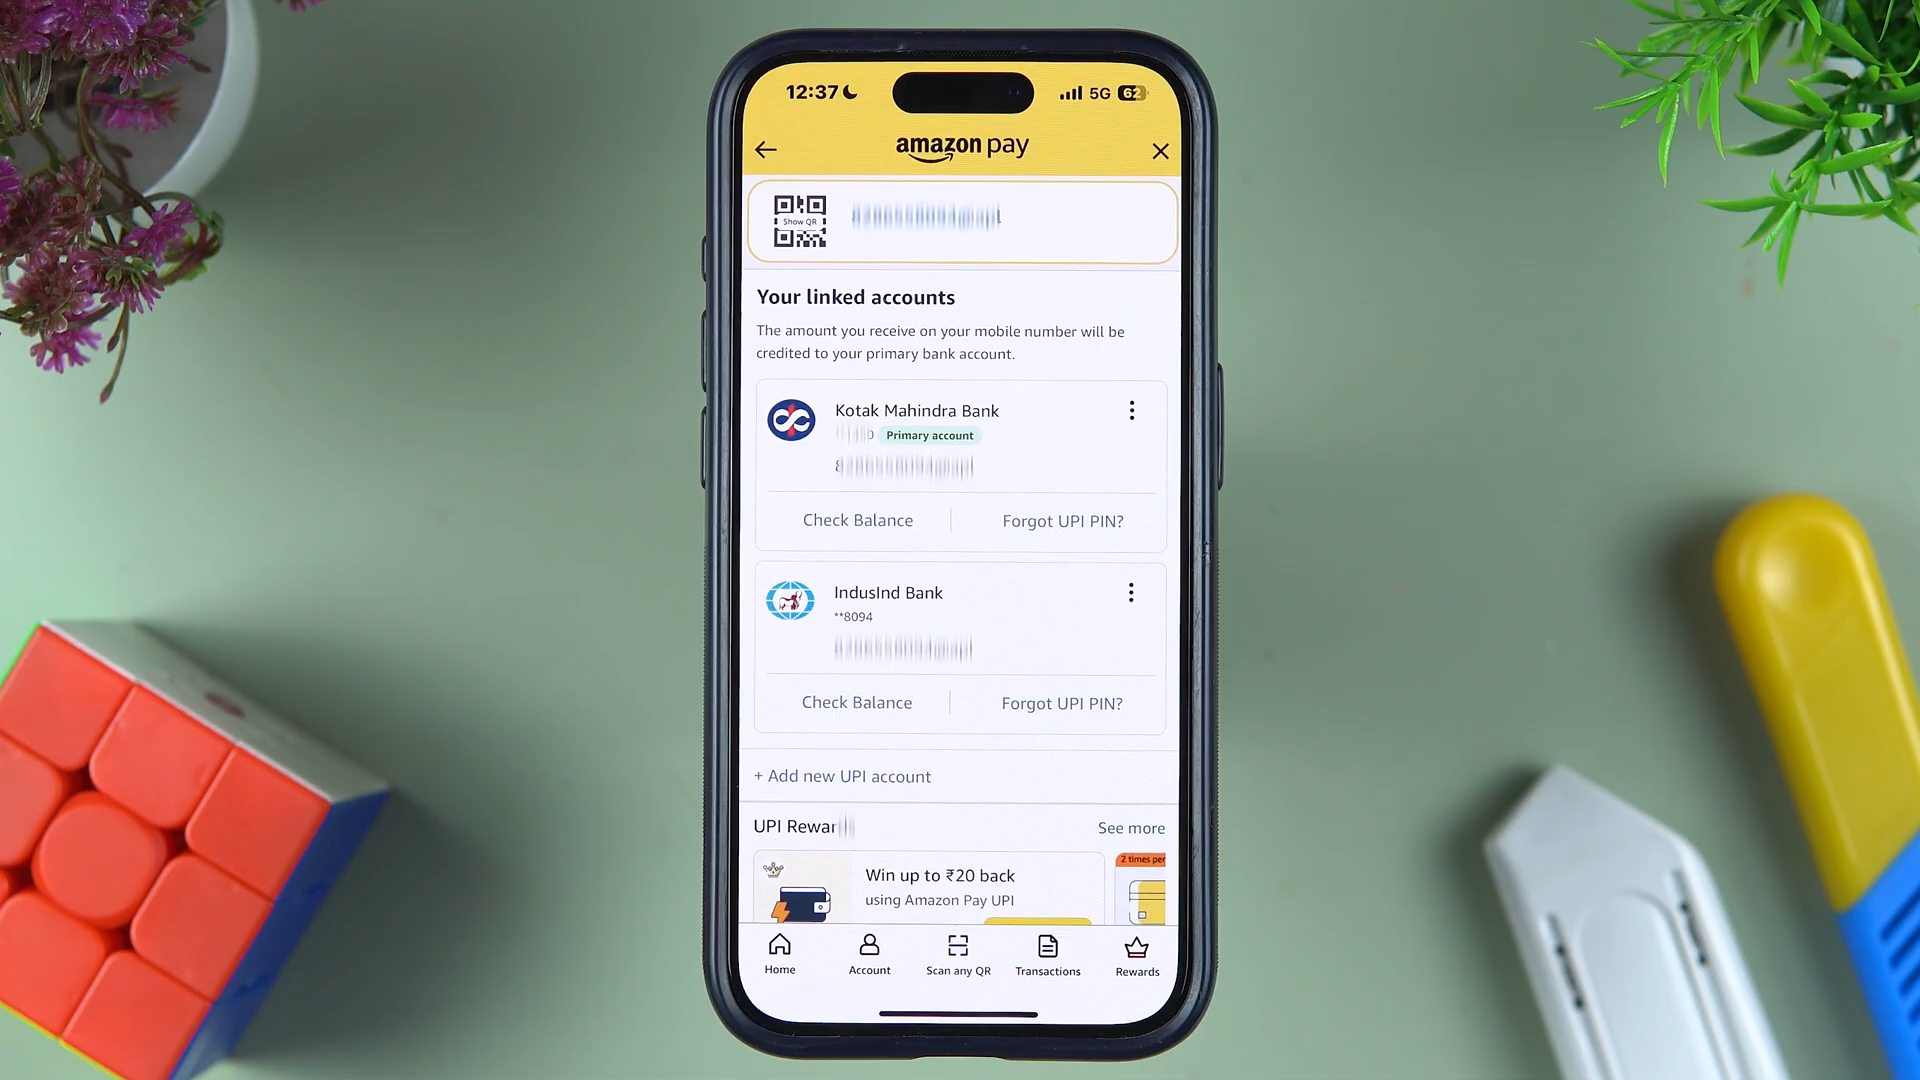 12:37
5G 62
amazon pay
Show QR
Your linked accounts
The amount you receive on your mobile number will be
credited to your primary bank account.
Kotak Mahindra Bank
Primary account
Check Balance
Forgot UPI PIN?
IndusInd Bank
**8094
Check Balance
Forgot UPI PIN?
+ Add new UPI account
UPI
See more
Win up to ₹20 back
using Amazon Pay UPI
2 times per
Home
Account
Scan any QR
Transactions
Rewards